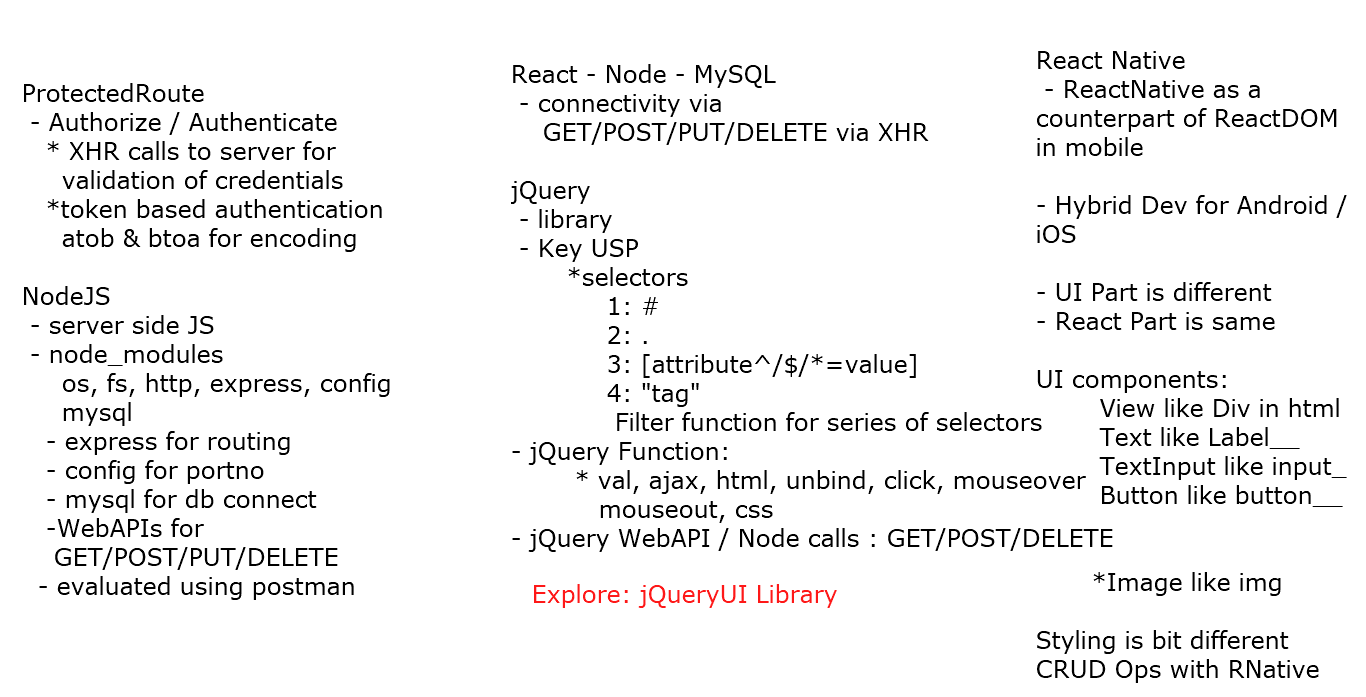 ProtectedRoute
- Authorize / Authenticate
* XHR calls to server for
validation of credentials
*token based authentication
atob & btoa for encoding
NodeJS
- server side JS
- node_modules
os, fs, http, express, config
mysql
- express for routing
- config for portno
- mysql for db connect
-WebAPIs for
GET/POST/PUT/DELETE
- evaluated using postman
React - Node - MySQL
- connectivity via
GET/POST/PUT/DELETE via XHR
jQuery
- library
- Key USP
*selectors
1: #
2: .
3: [attribute^/$/*=value]
4: "tag"
Filter function for series of selectors
- jQuery Function:
* val, ajax, html, unbind, click, mouseover
mouseout, css
- jQuery WebAPI / Node calls : GET/POST/DELETE
Explore: jQueryUI Library
React Native
- ReactNative as a
counterpart of ReactDOM
in mobile
- Hybrid Dev for Android /
iOS
- UI Part is different
- React Part is same
UI components:
View like Div in html
Text like Label__
TextInput like input_
Button like button__
*Image like img
Styling is bit different
CRUD Ops with RNative